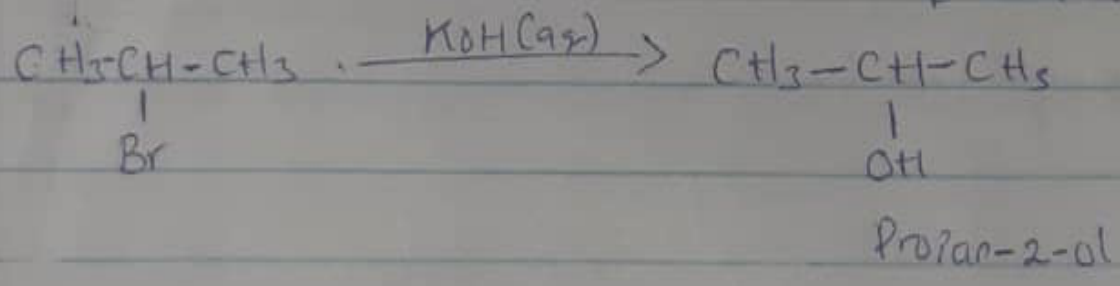 KOH(aq)
CH3-CH-CH3 . ⟶ CH3-CH-CH3
| |
Br OH
Propan-2-ol